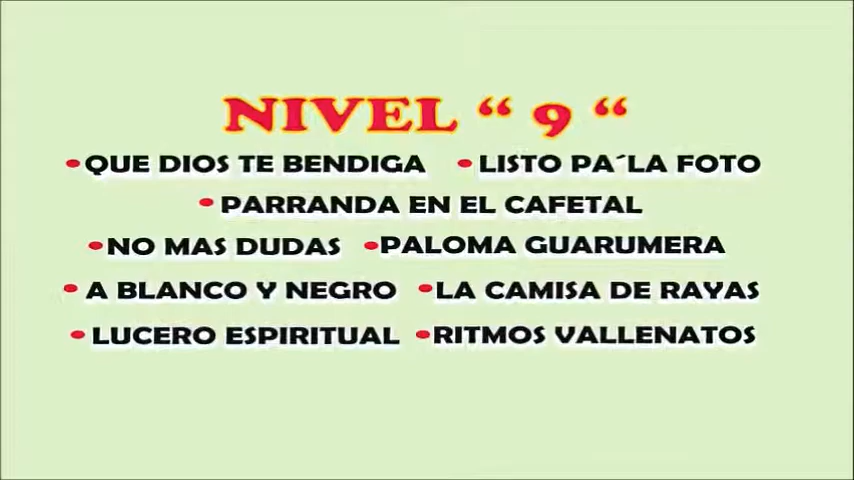 NIVEL “ 9 “
•QUE DIOS TE BENDIGA •LISTO PA´LA FOTO
•PARRANDA EN EL CAFETAL
•NO MAS DUDAS •PALOMA GUARUMERA
•A BLANCO Y NEGRO •LA CAMISA DE RAYAS
•LUCERO ESPIRITUAL •RITMOS VALLENATOS